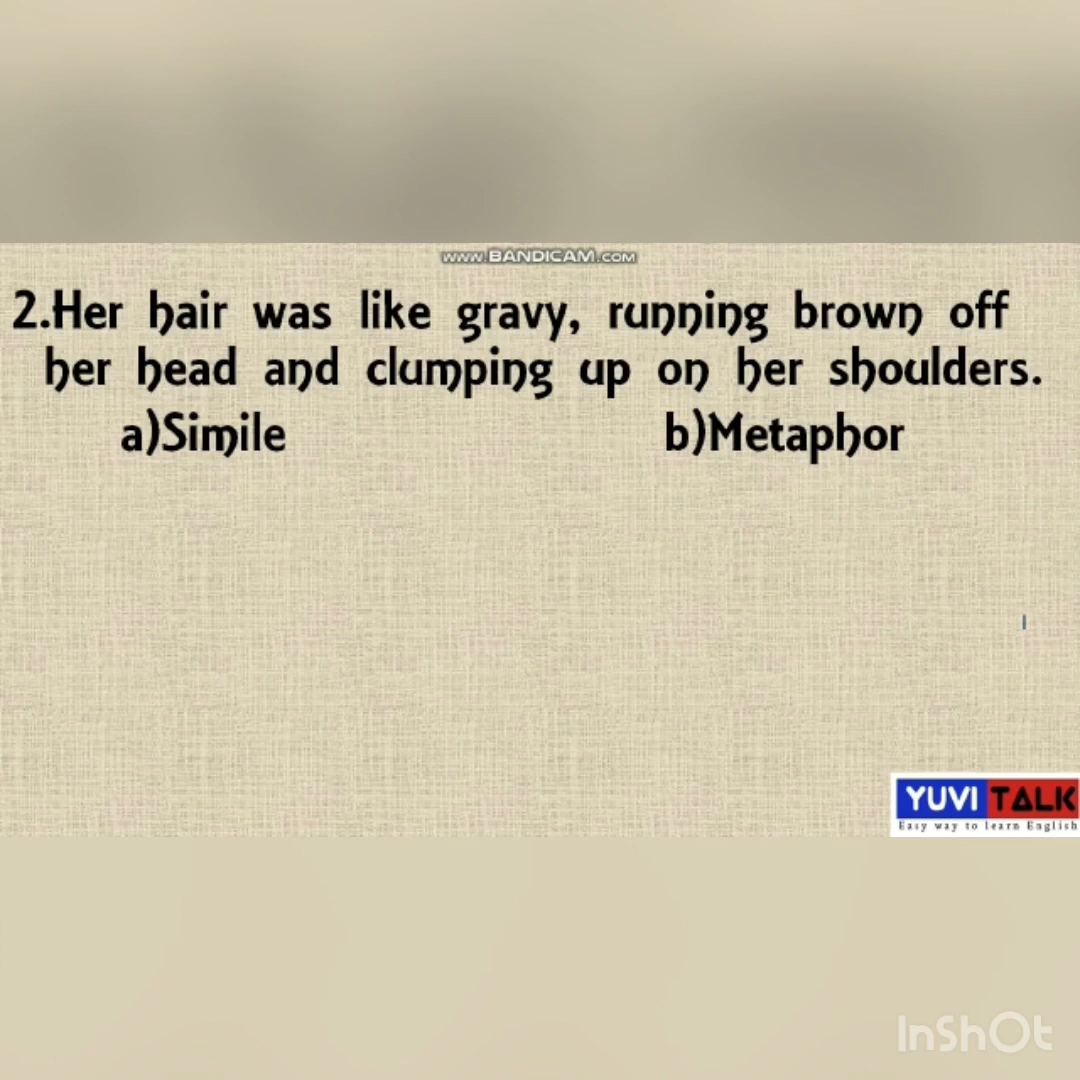 www.BANDICAM.COM
2.Her hair was like gravy, running brown off
her head and clumping up on her shoulders.
a)Simile b)Metaphor
YUVI TALK
Easy way to learn English
InShOt